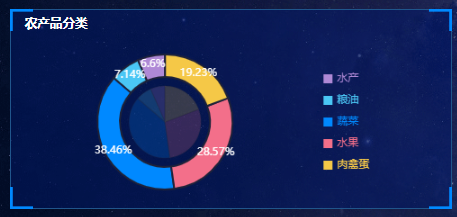 农产品分类
6.6%
19.23%
7.14%
水产
粮油
蔬菜
38.46%
水果
28.57%
肉禽蛋